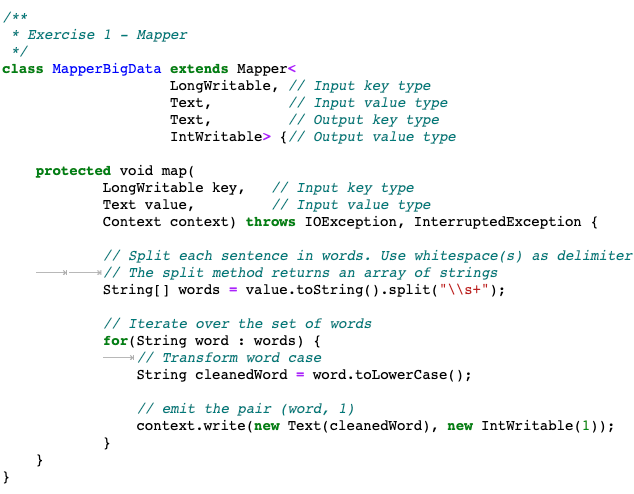 /**
 * Exercise 1 - Mapper
 */
class MapperBigData extends Mapper<
                    LongWritable, // Input key type
                    Text,         // Input value type
                    Text,         // Output key type
                    IntWritable> {// Output value type

    protected void map(
            LongWritable key,   // Input key type
            Text value,         // Input value type
            Context context) throws IOException, InterruptedException {

            // Split each sentence in words. Use whitespace(s) as delimiter
            // The split method returns an array of strings
            String[] words = value.toString().split("\\s+");

            // Iterate over the set of words
            for(String word : words) {
                // Transform word case
                String cleanedWord = word.toLowerCase();

                // emit the pair (word, 1)
                context.write(new Text(cleanedWord), new IntWritable(1));
            }
    }
}